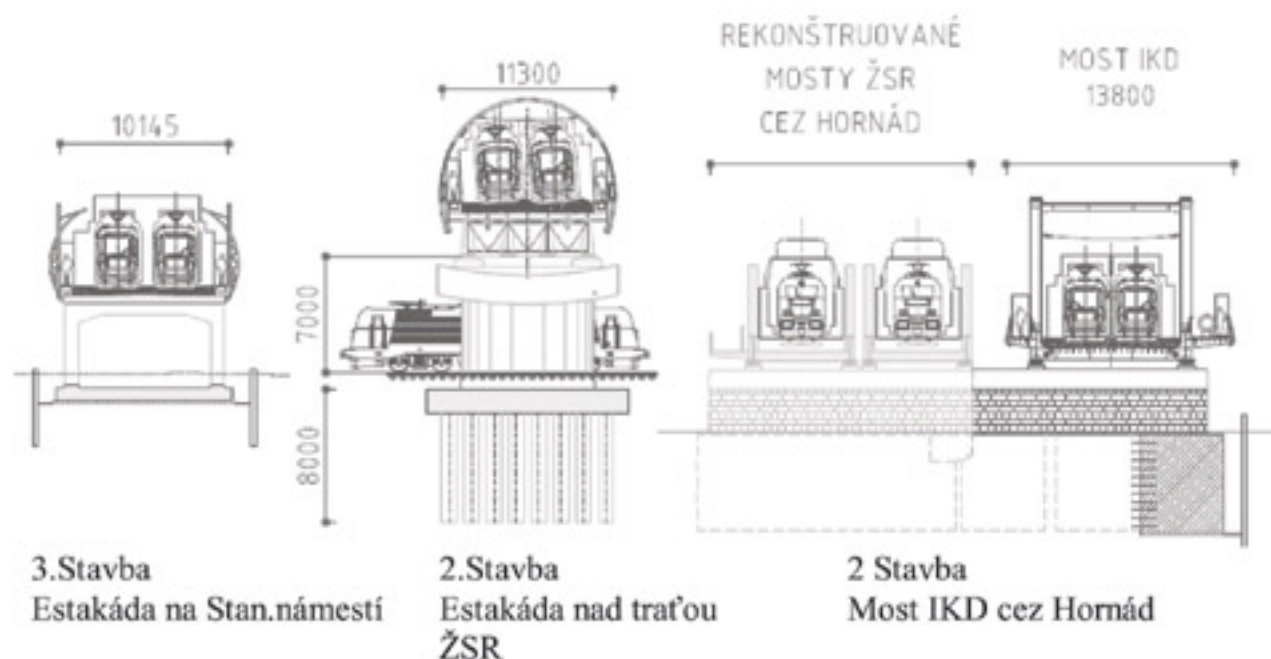 10145
11300
7000
8000
REKONŠTRUOVANÉ
MOSTY ŽSR
CEZ HORNÁD
MOST IKD
13800
3.Stavba
Estakáda na Stan.námestí
2.Stavba
Estakáda nad traťou
ŽSR
2 Stavba
Most IKD cez Hornád